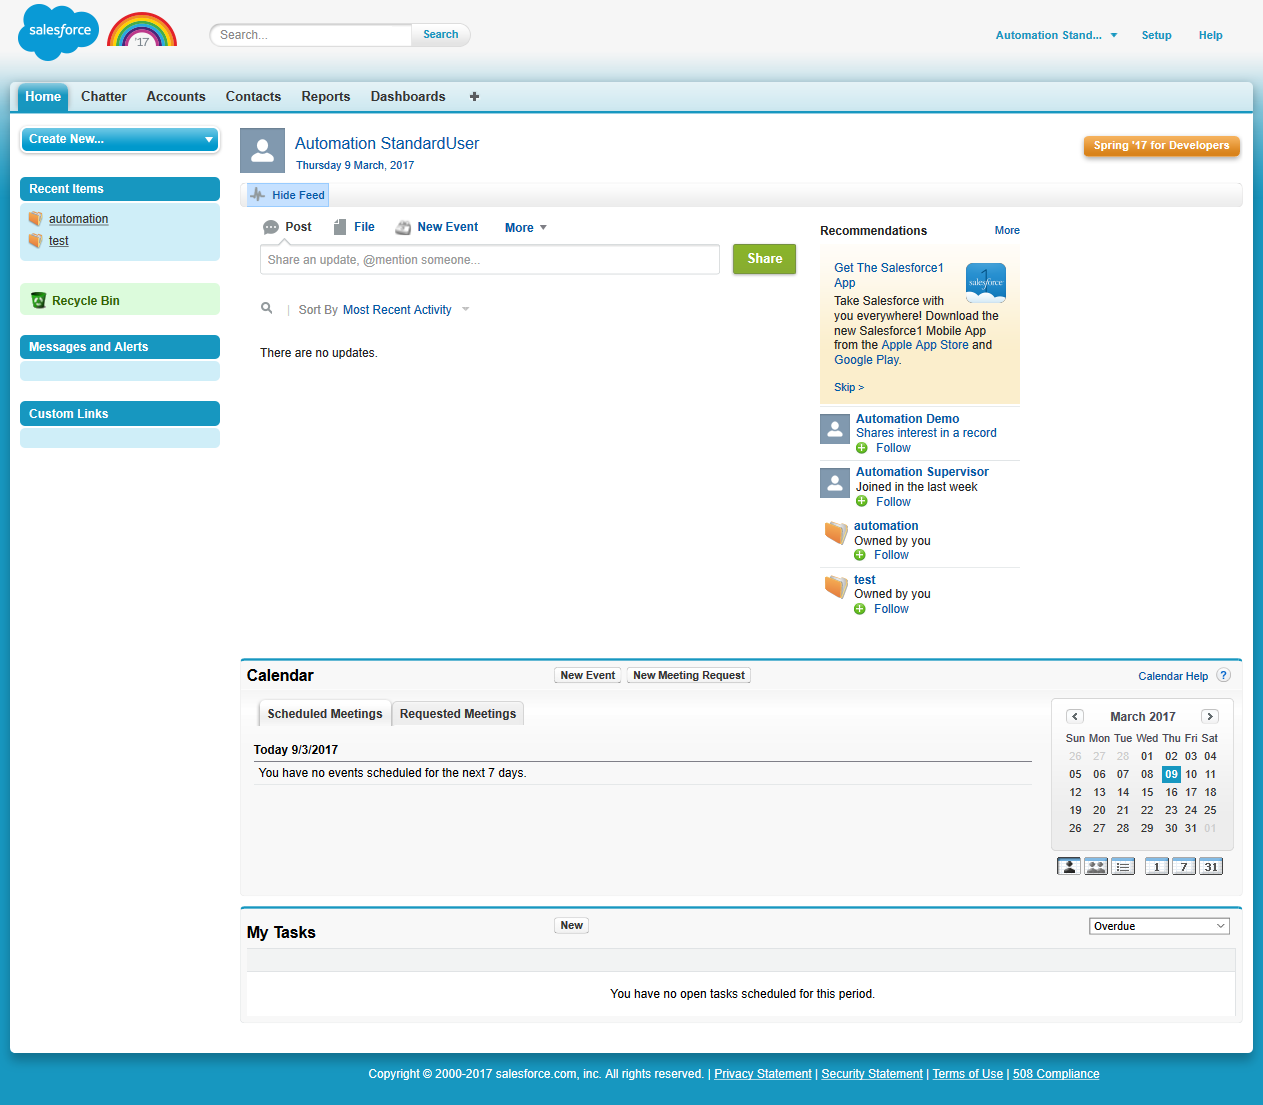 salesforce
'17
Search...
Search
Automation Stand...
Setup
Help
Home
Chatter
Accounts
Contacts
Reports
Dashboards
Create New...
Recent Items
automation
test
Recycle Bin
Messages and Alerts
Custom Links
Automation StandardUser
Thursday 9 March, 2017
Spring '17 for Developers
Hide Feed
Post
File
New Event
More
Share an update, @mention someone...
Share
| Sort By Most Recent Activity
There are no updates.
Recommendations
More
Get The Salesforce1
App
1
salesforce
Take Salesforce with
you everywhere! Download the
new Salesforce1 Mobile App
from the Apple App Store and
Google Play.
Skip >
Automation Demo
Shares interest in a record
Follow
Automation Supervisor
Joined in the last week
Follow
automation
Owned by you
Follow
test
Owned by you
Follow
Calendar
New Event
New Meeting Request
Calendar Help ?
Scheduled Meetings
Requested Meetings
Today 9/3/2017
You have no events scheduled for the next 7 days.
March 2017
Sun Mon Tue Wed Thu Fri Sat
26 27 28 01 02 03 04
05 06 07 08 09 10 11
12 13 14 15 16 17 18
19 20 21 22 23 24 25
26 27 28 29 30 31 01
1 7 31
My Tasks
New
Overdue
You have no open tasks scheduled for this period.
Copyright © 2000-2017 salesforce.com, inc. All rights reserved. | Privacy Statement | Security Statement | Terms of Use | 508 Compliance